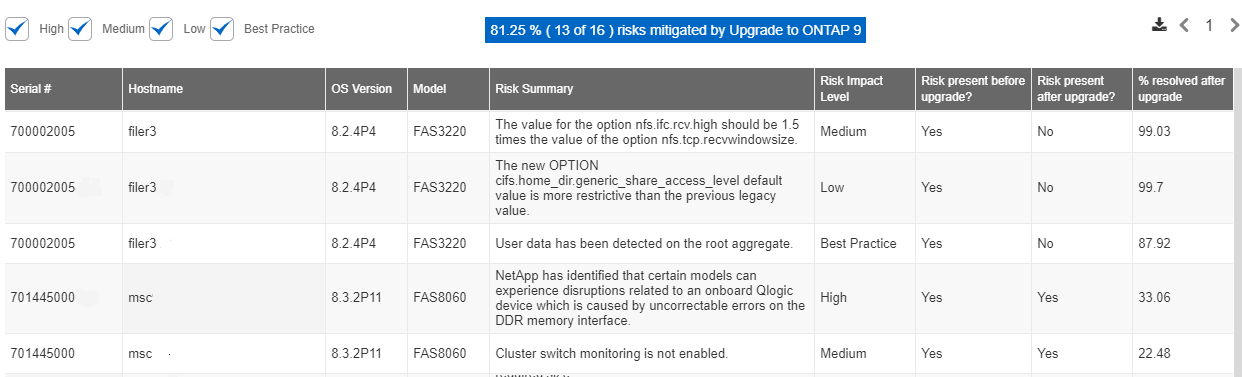 High Medium Low Best Practice
81.25 % ( 13 of 16 ) risks mitigated by Upgrade to ONTAP 9
1
Serial # Hostname OS Version Model Risk Summary Risk Impact Level Risk present before upgrade? Risk present after upgrade? % resolved after upgrade
700002005 filer3 8.2.4P4 FAS3220 The value for the option nfs.ifc.rcv.high should be 1.5 times the value of the option nfs.tcp.recvwindowsize. Medium Yes No 99.03
700002005 filer3 8.2.4P4 FAS3220 The new OPTION cifs.home_dir.generic_share_access_level default value is more restrictive than the previous legacy value. Low Yes No 99.7
700002005 filer3 8.2.4P4 FAS3220 User data has been detected on the root aggregate. Best Practice Yes No 87.92
701445000 msc 8.3.2P11 FAS8060 NetApp has identified that certain models can experience disruptions related to an onboard Qlogic device which is caused by uncorrectable errors on the DDR memory interface. High Yes Yes 33.06
701445000 msc 8.3.2P11 FAS8060 Cluster switch monitoring is not enabled. Medium Yes Yes 22.48